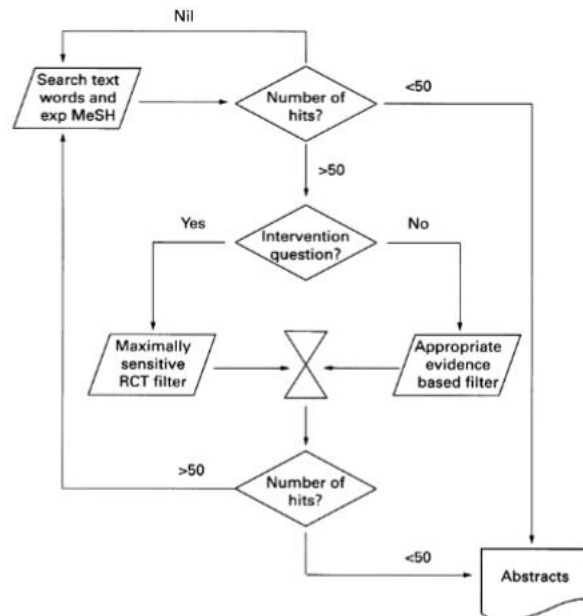 Nil
Search text
words and
exp MeSH
Number of
hits?
<50
>50
Yes
Intervention
question?
No
Maximally
sensitive
RCT filter
Appropriate
evidence
based filter
>50
Number of
hits?
<50
Abstracts